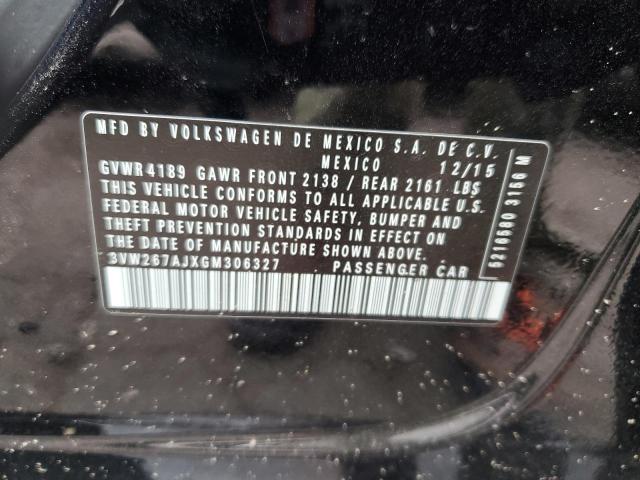 MFD BY VOLKSWAGEN DE MEXICO S.A. DE C.V.
MEXICO 12/15
GVWR 4189 GAWR FRONT 2138 / REAR 2161 LBS
THIS VEHICLE CONFORMS TO ALL APPLICABLE U.S.
FEDERAL MOTOR VEHICLE SAFETY, BUMPER AND
THEFT PREVENTION STANDARDS IN EFFECT ON
THE DATE OF MANUFACTURE SHOWN ABOVE.
3VW267AJXGM306327 PASSENGER CAR
5216680 3156 M